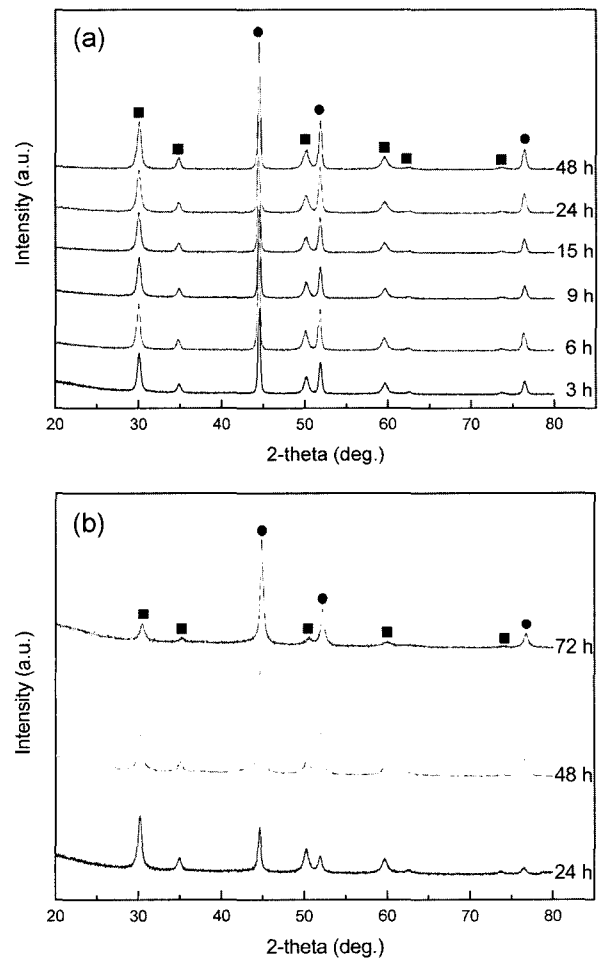 (a)
Intensity (a.u.)
48 h
24 h
15 h
9 h
6 h
3 h
20 30 40 50 60 70 80
2-theta (deg.)
(b)
Intensity (a.u.)
72 h
48 h
24 h
20 30 40 50 60 70 80
2-theta (deg.)